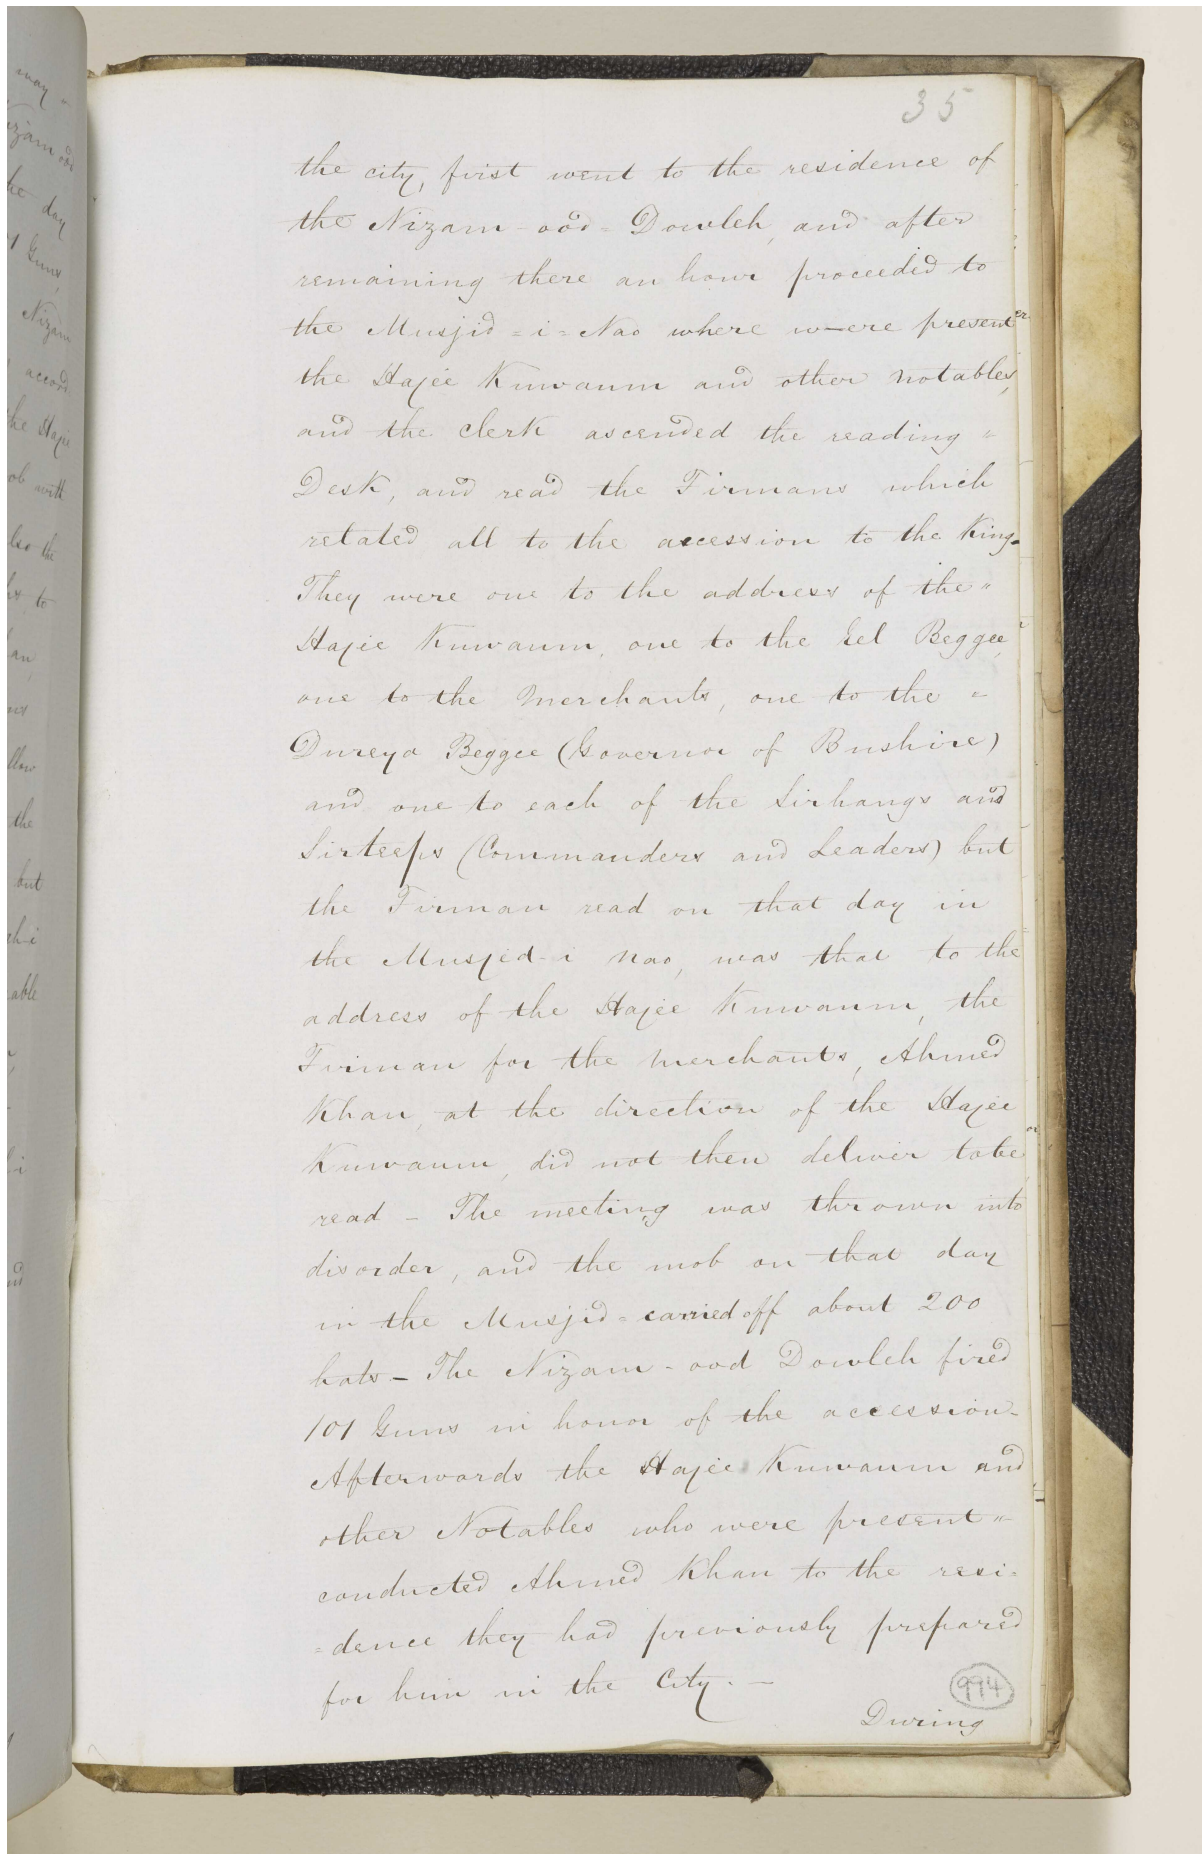 35
the city, first went to the residence of
the Nizam-ood=Dowleh, and after
remaining there an hour proceeded to
the Musjid=i=Nao where were present
the Hajee Kuwaum and other notables,
and the clerk ascended the reading "
Desk, and read the Firmans which
related all to the accession to the King.
They were one to the address of the "
Hajee Kuwaum, one to the Eel Beggee,
one to the Merchants, one to the =
Dureya Beggee (Governor of Bushire)
and one to each of the Sirhangs and
Sirteeps (Commanders and Leaders) but
the Firman read on that day in
the Musjed-i Nao, was that to the
address of the Hajee Kuwaum, the
Firman for the Merchants, Ahmed
Khan, at the direction of the Hajee
Kuwaum, did not then deliver to be
read - The meeting was thrown into
disorder, and the mob on that day
in the Musjid = carried off about 200
hats - The Nizam-ood Dowleh fired
101 Guns in honor of the accession -
Afterwards the Hajee Kuwaum and
other Notables who were present "
conducted Ahmed Khan to the resi=
=dence they had previously prepared
for him in the City. -
994
During